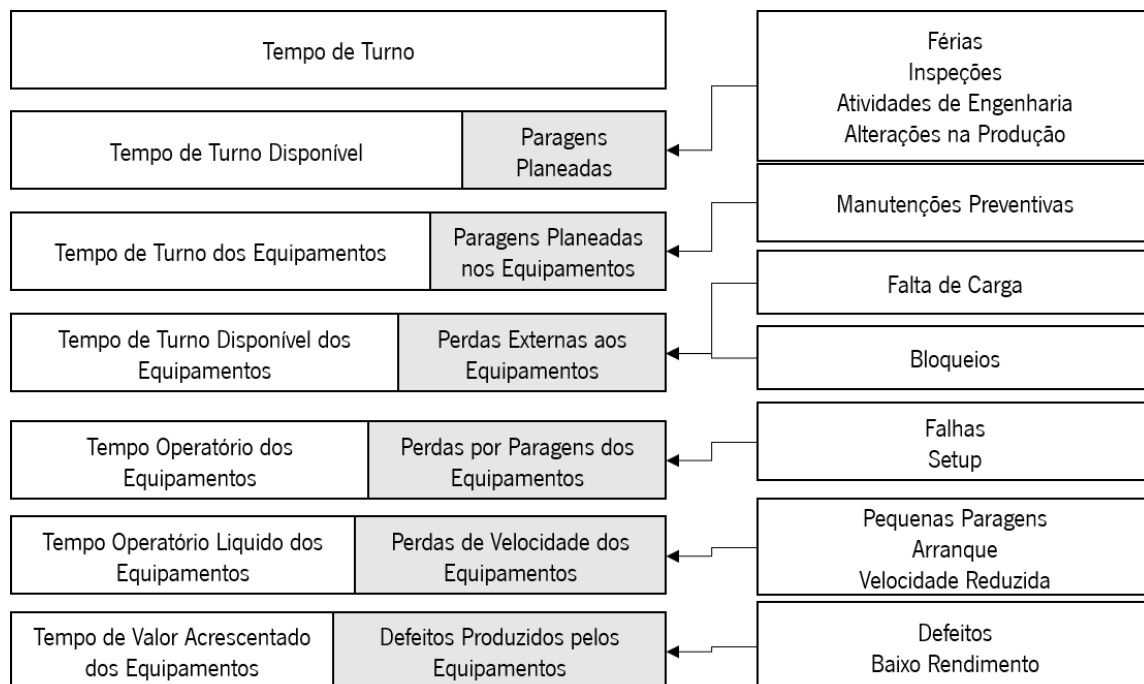 Tempo de Turno
Férias
Inspeções
Atividades de Engenharia
Alterações na Produção
Tempo de Turno Disponível
Paragens
Planeadas
Manutenções Preventivas
Tempo de Turno dos Equipamentos
Paragens Planeadas
nos Equipamentos
Falta de Carga
Tempo de Turno Disponível dos
Equipamentos
Perdas Externas aos
Equipamentos
Bloqueios
Tempo Operatório dos
Equipamentos
Perdas por Paragens dos
Equipamentos
Falhas
Setup
Tempo Operatório Liquido dos
Equipamentos
Perdas de Velocidade dos
Equipamentos
Pequenas Paragens
Arranque
Velocidade Reduzida
Tempo de Valor Acrescentado
dos Equipamentos
Defeitos Produzidos pelos
Equipamentos
Defeitos
Baixo Rendimento